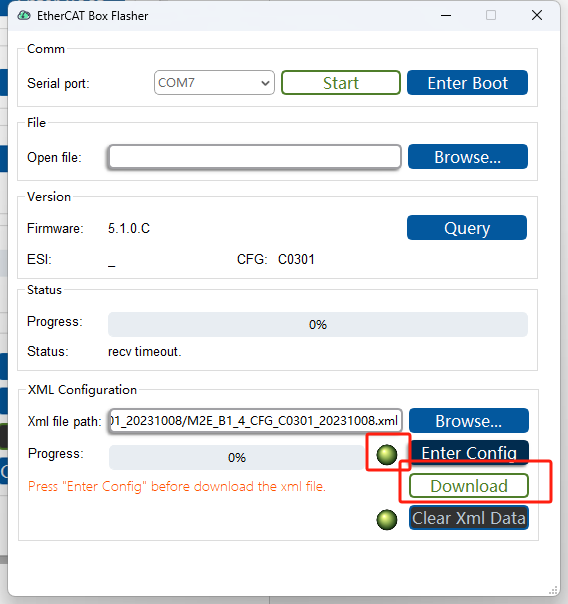 EtherCAT Box Flasher
Comm
Serial port: COM7 Start Enter Boot
File
Open file: Browse...
Version
Firmware: 5.1.0.C Query
ESI: _ CFG: C0301
Status
Progress: 0%
Status: recv timeout.
XML Configuration
Xml file path: 01_20231008/M2E_B1_4_CFG_C0301_20231008.xml Browse...
Progress: 0% Enter Config
Press "Enter Config" before download the xml file. Download
Clear Xml Data